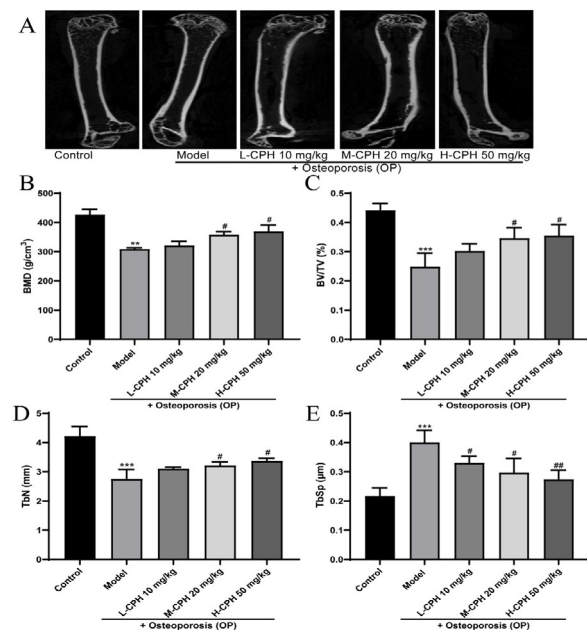 A
Control
Model
L-CPH 10 mg/kg
M-CPH 20 mg/kg
H-CPH 50 mg/kg
+ Osteoporosis (OP)
B
BMD (g/cm³)
500
400
300
200
100
0
**
#
#
Control
Model
L-CPH 10 mg/kg
M-CPH 20 mg/kg
H-CPH 50 mg/kg
+ Osteoporosis (OP)
C
BV/TV (%)
0.5
0.4
0.3
0.2
0.1
0.0
***
#
#
Control
Model
L-CPH 10 mg/kg
M-CPH 20 mg/kg
H-CPH 50 mg/kg
+ Osteoporosis (OP)
D
TbN (mm)
5
4
3
2
1
0
***
#
#
Control
Model
L-CPH 10 mg/kg
M-CPH 20 mg/kg
H-CPH 50 mg/kg
+ Osteoporosis (OP)
E
TbSp (μm)
0.5
0.4
0.3
0.2
0.1
0.0
***
#
#
##
Control
Model
L-CPH 10 mg/kg
M-CPH 20 mg/kg
H-CPH 50 mg/kg
+ Osteoporosis (OP)